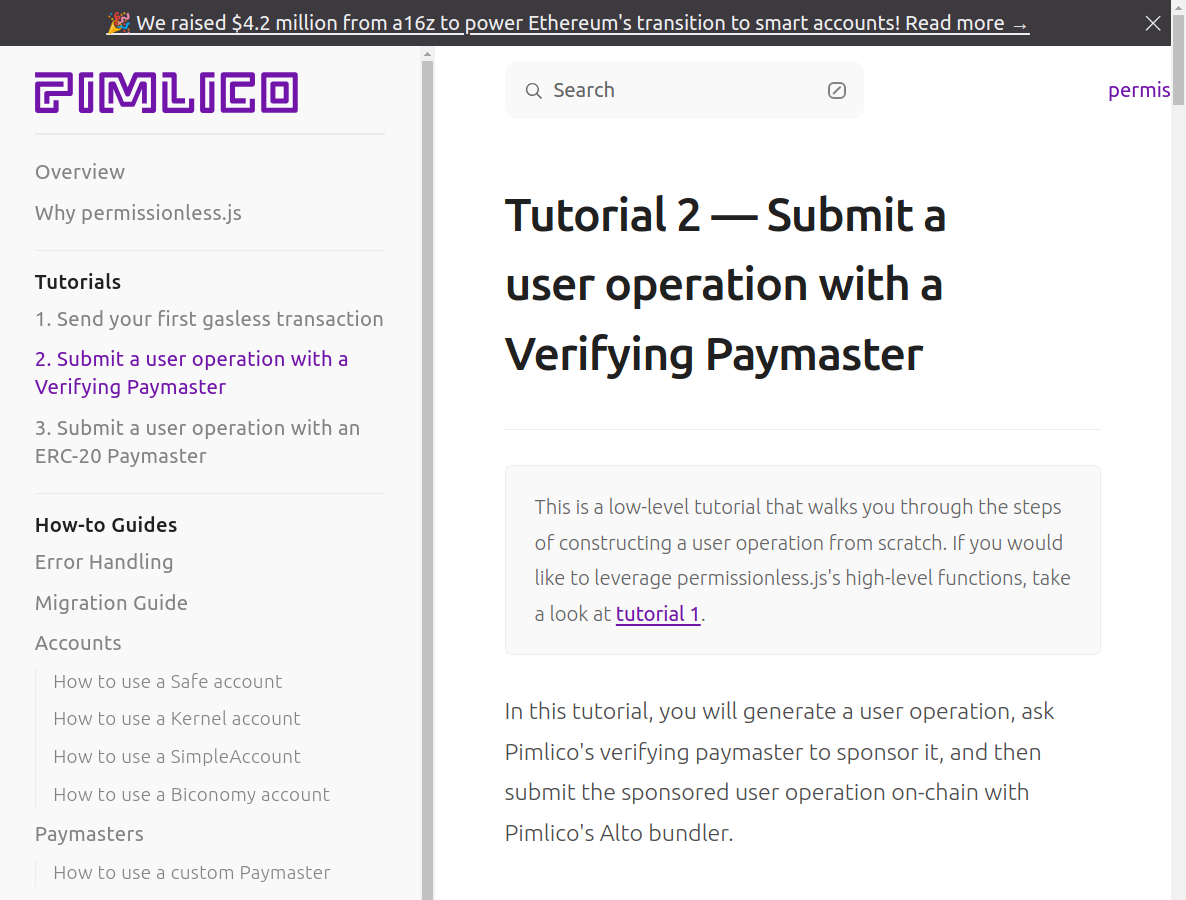 🎉 We raised $4.2 million from a16z to power Ethereum's transition to smart accounts! Read more →
PIMLICO
Overview
Why permissionless.js
Tutorials
1. Send your first gasless transaction
2. Submit a user operation with a
Verifying Paymaster
3. Submit a user operation with an
ERC-20 Paymaster
How-to Guides
Error Handling
Migration Guide
Accounts
How to use a Safe account
How to use a Kernel account
How to use a SimpleAccount
How to use a Biconomy account
Paymasters
How to use a custom Paymaster
Search
permis
Tutorial 2 — Submit a
user operation with a
Verifying Paymaster
This is a low-level tutorial that walks you through the steps
of constructing a user operation from scratch. If you would
like to leverage permissionless.js's high-level functions, take
a look at tutorial 1.
In this tutorial, you will generate a user operation, ask
Pimlico's verifying paymaster to sponsor it, and then
submit the sponsored user operation on-chain with
Pimlico's Alto bundler.